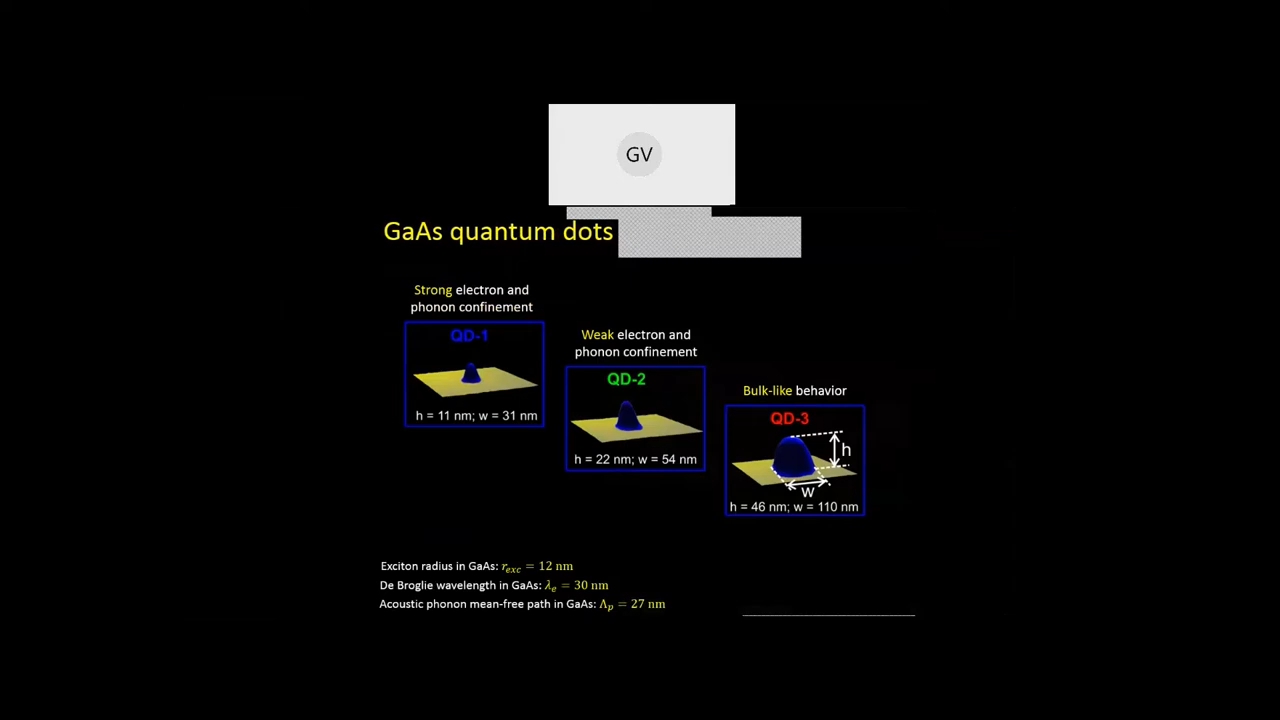 GV
GaAs quantum dots
Strong electron and
phonon confinement
QD-1
h = 11 nm; w = 31 nm
Weak electron and
phonon confinement
QD-2
h = 22 nm; w = 54 nm
Bulk-like behavior
QD-3
h
w
h = 46 nm; w = 110 nm
Exciton radius in GaAs: r_exc = 12 nm
De Broglie wavelength in GaAs: λ_e = 30 nm
Acoustic phonon mean-free path in GaAs: Λ_p = 27 nm